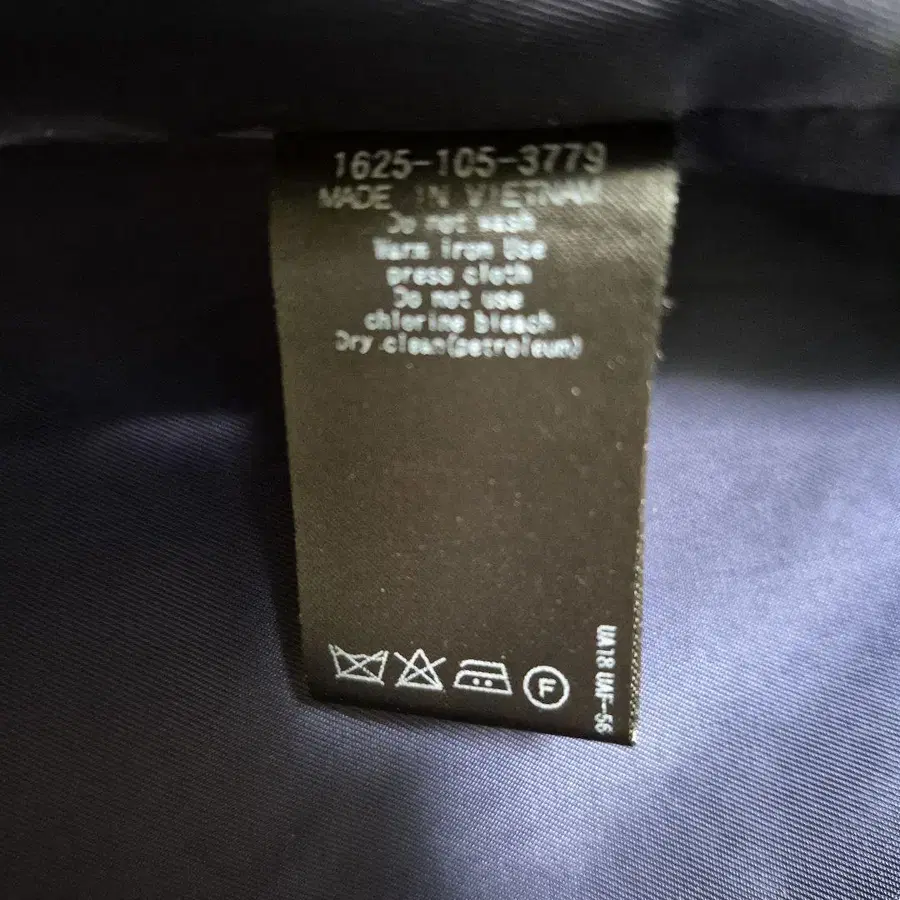 1625-105-3779
MADE IN VIETNAM
Do not wash
Warm iron Use
press cloth
Do not use
chlorine bleach
Dry clean(petroleum)
F
UA18 UAF-56